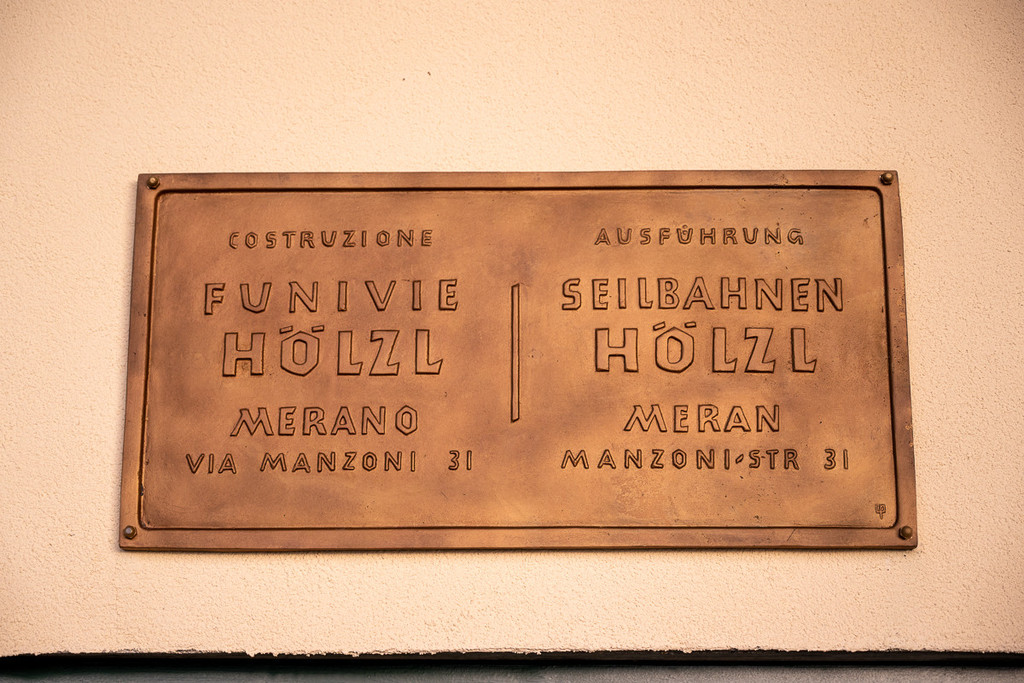 COSTRUZIONE
FUNIVIE
HÖLZL
MERANO
VIA MANZONI 31
AUSFÜHRUNG
SEILBAHNEN
HÖLZL
MERAN
MANZONI-STR 31